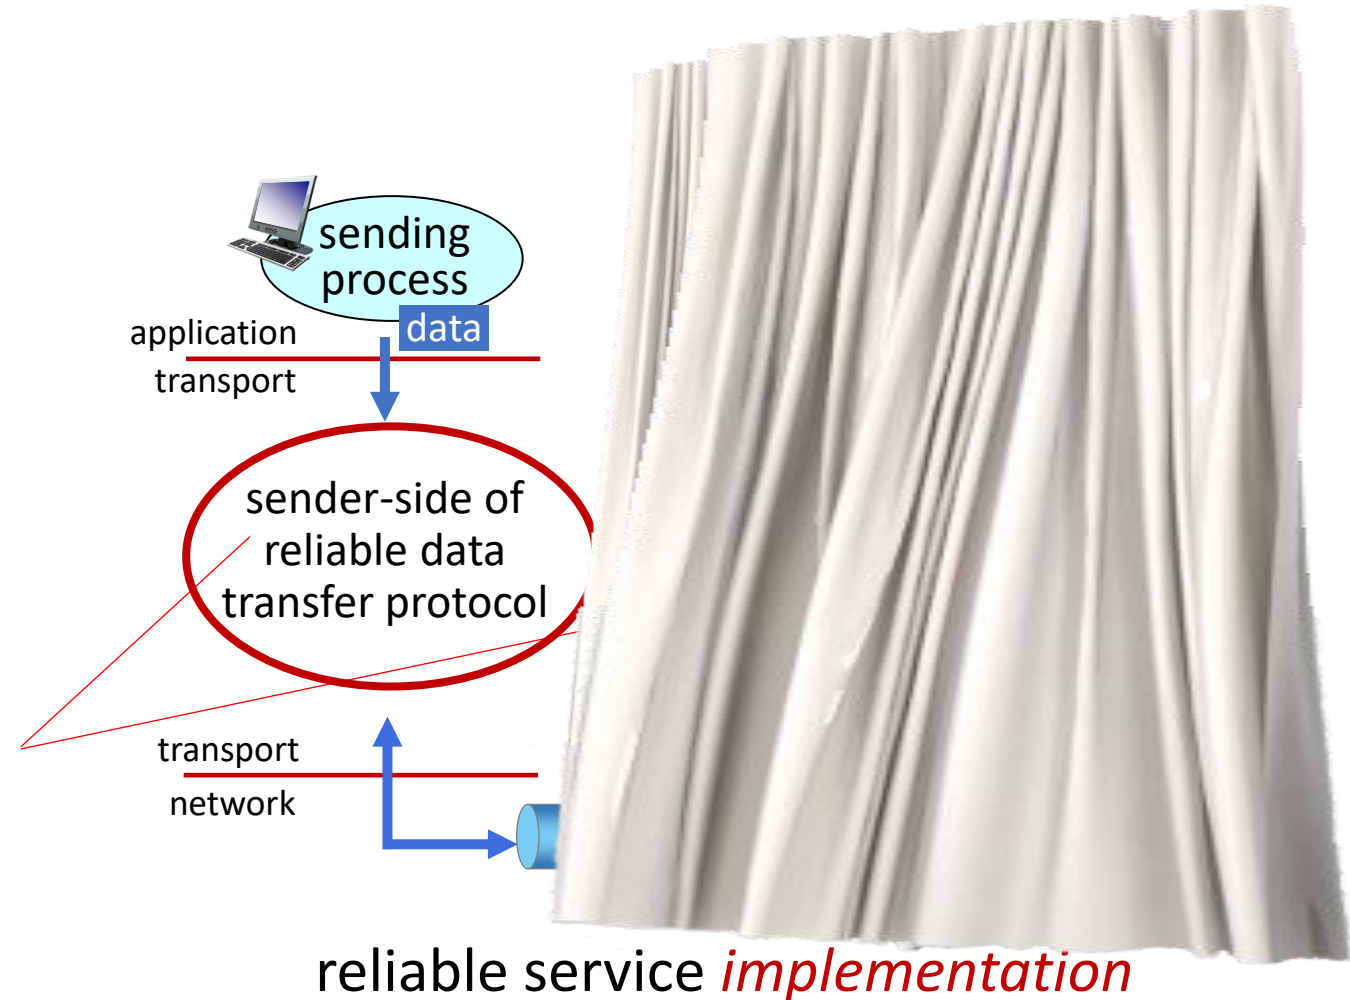 sending
process
data
application
transport
sender-side of
reliable data
transfer protocol
transport
network
reliable service implementation